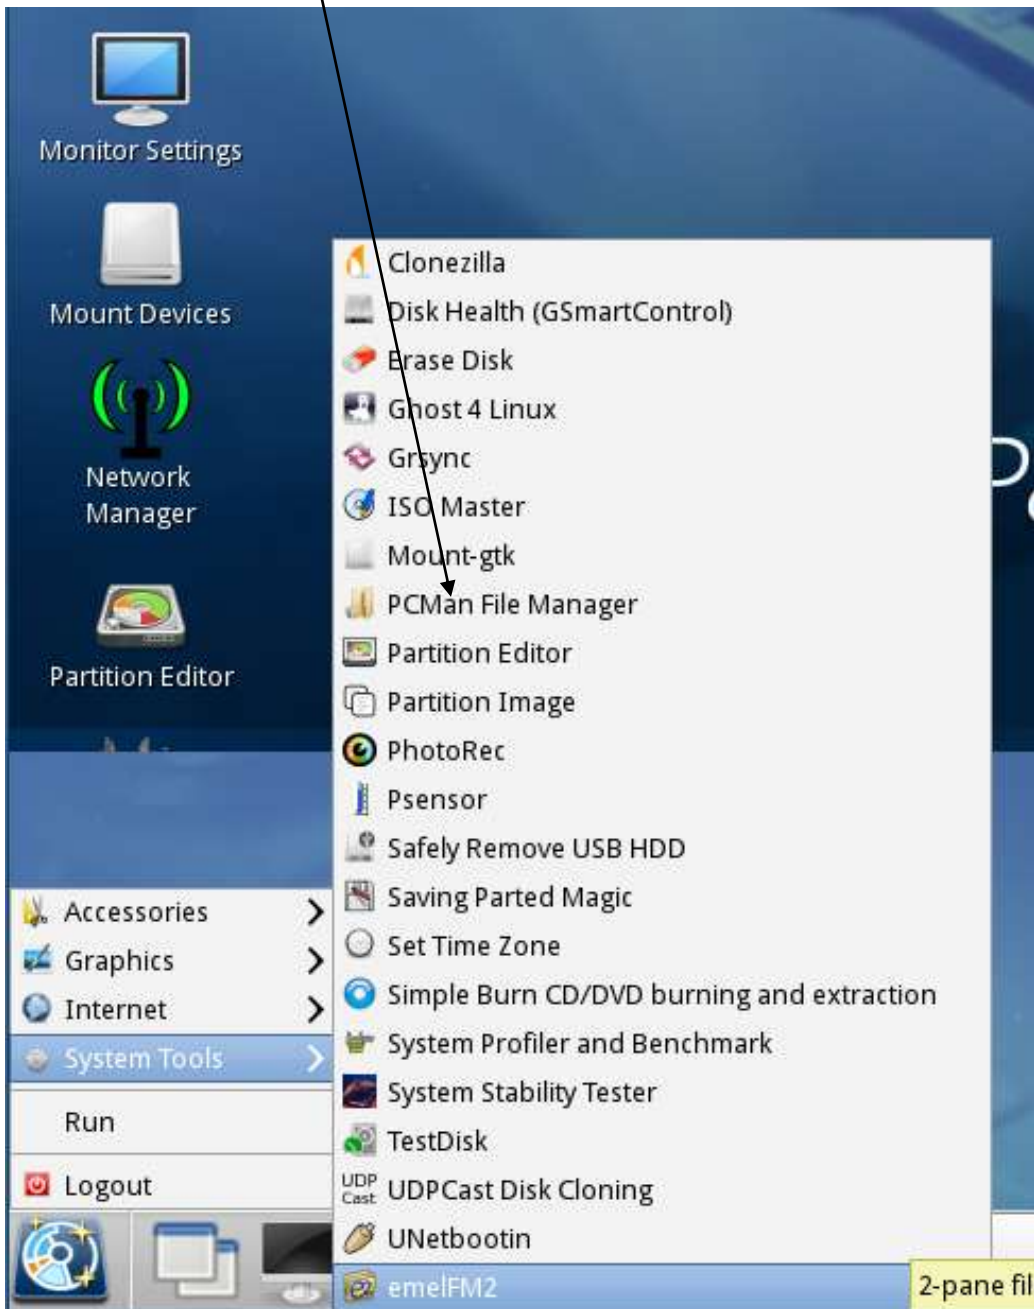 Monitor Settings
Mount Devices
Network
Manager
Partition Editor
Clonezilla
Disk Health (GSmartControl)
Erase Disk
Ghost 4 Linux
Grsync
ISO Master
Mount-gtk
PCMan File Manager
Partition Editor
Partition Image
PhotoRec
Psensor
Safely Remove USB HDD
Saving Parted Magic
Set Time Zone
Simple Burn CD/DVD burning and extraction
System Profiler and Benchmark
System Stability Tester
TestDisk
UDP
Cast
UDPCast Disk Cloning
UNetbootin
emelFM2
2-pane fil
Accessories
Graphics
Internet
System Tools
Run
Logout